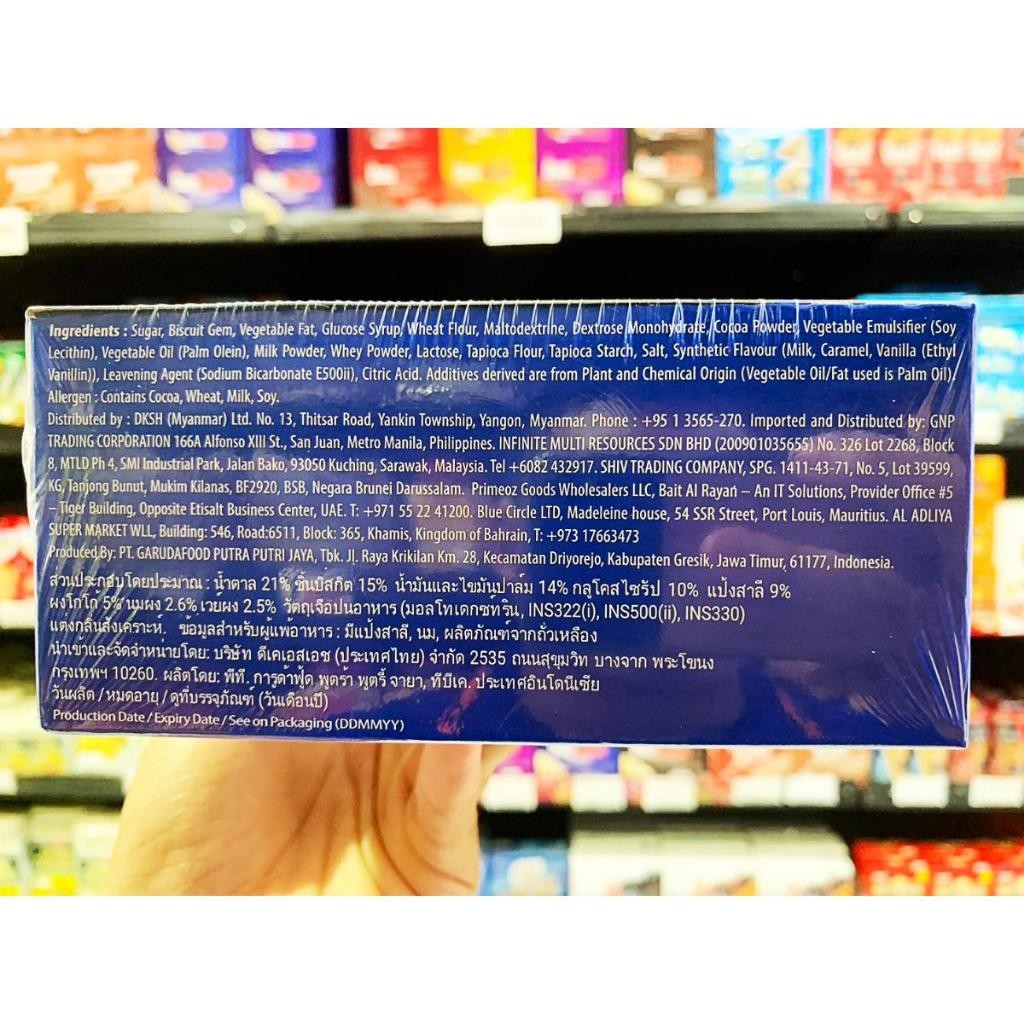 Ingredients : Sugar, Biscuit Gem, Vegetable Fat, Glucose Syrup, Wheat Flour, Maltodextrine, Dextrose Monohydrate, Cocoa Powder, Vegetable Emulsifier (Soy
Lecithin), Vegetable Oil (Palm Olein), Milk Powder, Whey Powder, Lactose, Tapioca Flour, Tapioca Starch, Salt, Synthetic Flavour (Milk, Caramel, Vanilla (Ethyl
Vanillin)), Leavening Agent (Sodium Bicarbonate E500ii), Citric Acid. Additives derived are from Plant and Chemical Origin (Vegetable Oil/Fat used is Palm Oil)
Allergen : Contains Cocoa, Wheat, Milk, Soy.
Distributed by : DKSH (Myanmar) Ltd. No. 13, Thitsar Road, Yankin Township, Yangon, Myanmar. Phone : +95 1 3565-270. Imported and Distributed by: GNP
TRADING CORPORATION 166A Alfonso XIII St., San Juan, Metro Manila, Philippines. INFINITE MULTI RESOURCES SDN BHD (200901035655) No. 326 Lot 2268, Block
8, MTLD Ph 4, SMI Industrial Park, Jalan Bako, 93050 Kuching, Sarawak, Malaysia. Tel +6082 432917. SHIV TRADING COMPANY, SPG. 1411-43-71, No. 5, Lot 39599,
KG, Tanjong Bunut, Mukim Kilanas, BF2920, BSB, Negara Brunei Darussalam. Primeoz Goods Wholesalers LLC, Bait Al Rayan – An IT Solutions, Provider Office #5
– Tiger Building, Opposite Etisalt Business Center, UAE. T: +971 55 22 41200. Blue Circle LTD, Madeleine house, 54 SSR Street, Port Louis, Mauritius. AL ADLIYA
SUPER MARKET WLL, Building: 546, Road:6511, Block: 365, Khamis, Kingdom of Bahrain, T: +973 17663473
Produced By: PT. GARUDAFOOD PUTRA PUTRI JAYA, Tbk. Jl. Raya Krikilan Km. 28, Kecamatan Driyorejo, Kabupaten Gresik, Jawa Timur, 61177, Indonesia.
ส่วนประกอบโดยประมาณ : น้ำตาล 21% ชิ้นบิสกิต 15% น้ำมันและไขมันปาล์ม 14% กลูโคสไซรัป 10% แป้งสาลี 9%
ผงโกโก้ 5% นมผง 2.6% เวย์ผง 2.5% วัตถุเจือปนอาหาร (มอลโทเดกซ์ทริน, INS322(i), INS500(ii), INS330)
แต่งกลิ่นสังเคราะห์. ข้อมูลสำหรับผู้แพ้อาหาร : มีแป้งสาลี, นม, ผลิตภัณฑ์จากถั่วเหลือง
นำเข้าและจัดจำหน่ายโดย: บริษัท ดีเคเอสเอช (ประเทศไทย) จำกัด 2535 ถนนสุขุมวิท บางจาก พระโขนง
กรุงเทพฯ 10260. ผลิตโดย: พีที. การูด้าฟู้ด พูตร้า พูตรี้ จายา, ทีบีเค. ประเทศอินโดนีเซีย
วันผลิต / หมดอายุ / ดูที่บรรจุภัณฑ์ (วันเดือนปี)
Production Date / Expiry Date / See on Packaging (DDMMYY)